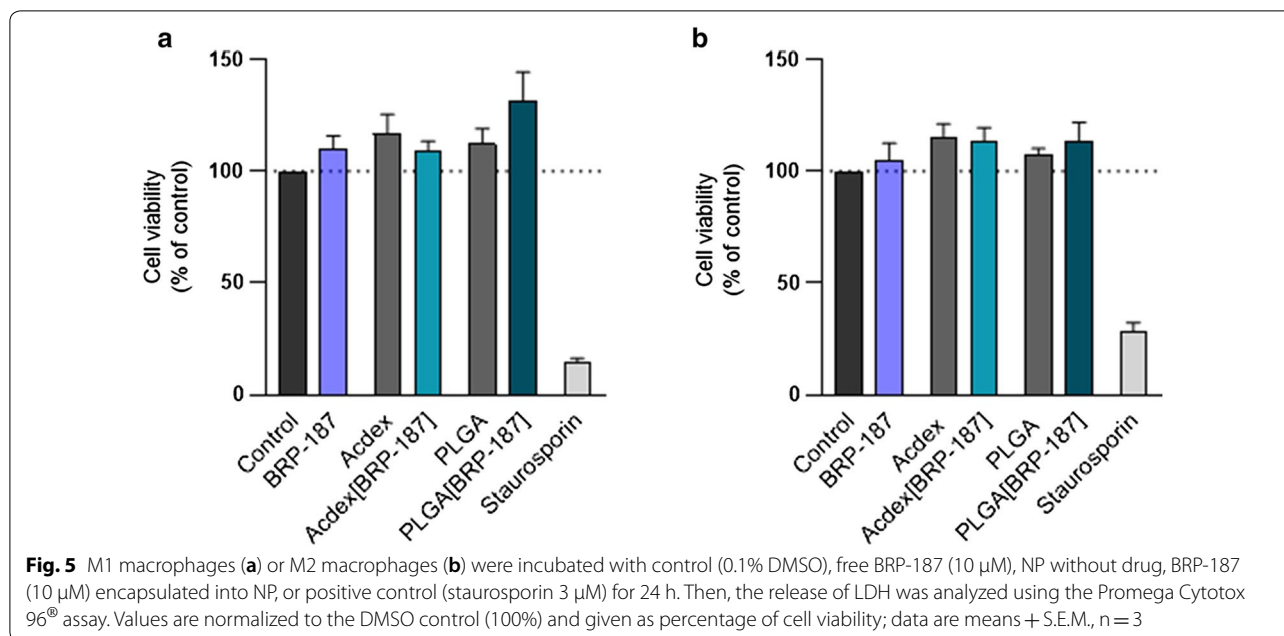 a
b
150
100
50
0
Cell viability
(% of control)
Control
BRP-187
Acdex
Acdex[BRP-187]
PLGA
PLGA[BRP-187]
Staurosporin
150
100
50
0
Cell viability
(% of control)
Control
BRP-187
Acdex
Acdex[BRP-187]
PLGA
PLGA[BRP-187]
Staurosporin
Fig. 5 M1 macrophages (a) or M2 macrophages (b) were incubated with control (0.1% DMSO), free BRP-187 (10 μM), NP without drug, BRP-187
(10 μM) encapsulated into NP, or positive control (staurosporin 3 μM) for 24 h. Then, the release of LDH was analyzed using the Promega Cytotox
96® assay. Values are normalized to the DMSO control (100%) and given as percentage of cell viability; data are means + S.E.M., n = 3